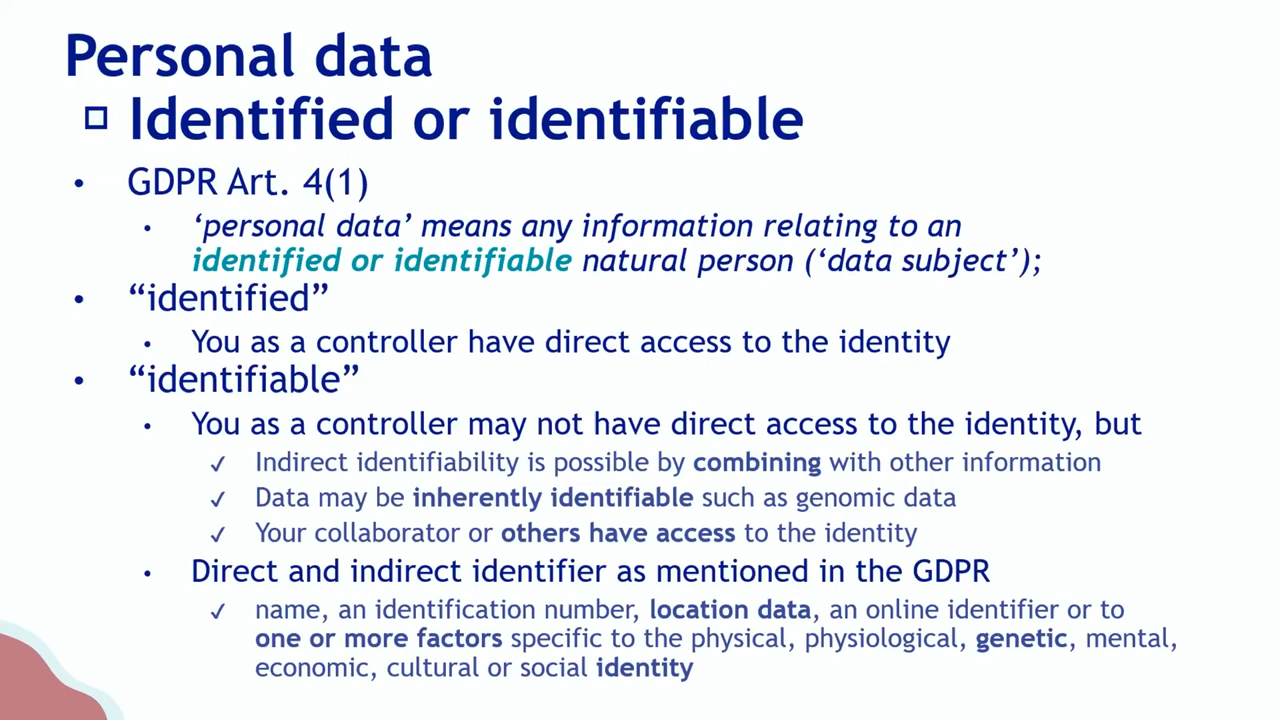 Personal data
Identified or identifiable
• GDPR Art. 4(1)
• ‘personal data’ means any information relating to an
identified or identifiable natural person (‘data subject’);
• “identified”
• You as a controller have direct access to the identity
• “identifiable”
• You as a controller may not have direct access to the identity, but
✓ Indirect identifiability is possible by combining with other information
✓ Data may be inherently identifiable such as genomic data
✓ Your collaborator or others have access to the identity
• Direct and indirect identifier as mentioned in the GDPR
✓ name, an identification number, location data, an online identifier or to
one or more factors specific to the physical, physiological, genetic, mental,
economic, cultural or social identity